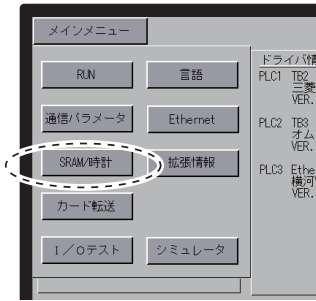 メインメニュー
RUN
言語
通信パラメータ
Ethernet
SRAM/時計
拡張情報
カード転送
I/Oテスト
シミュレータ
ドライバ情
PLC1 TB2
三菱
VER.
PLC2 TB3
オム
VER.
PLC3 Ethe
横河
VER.